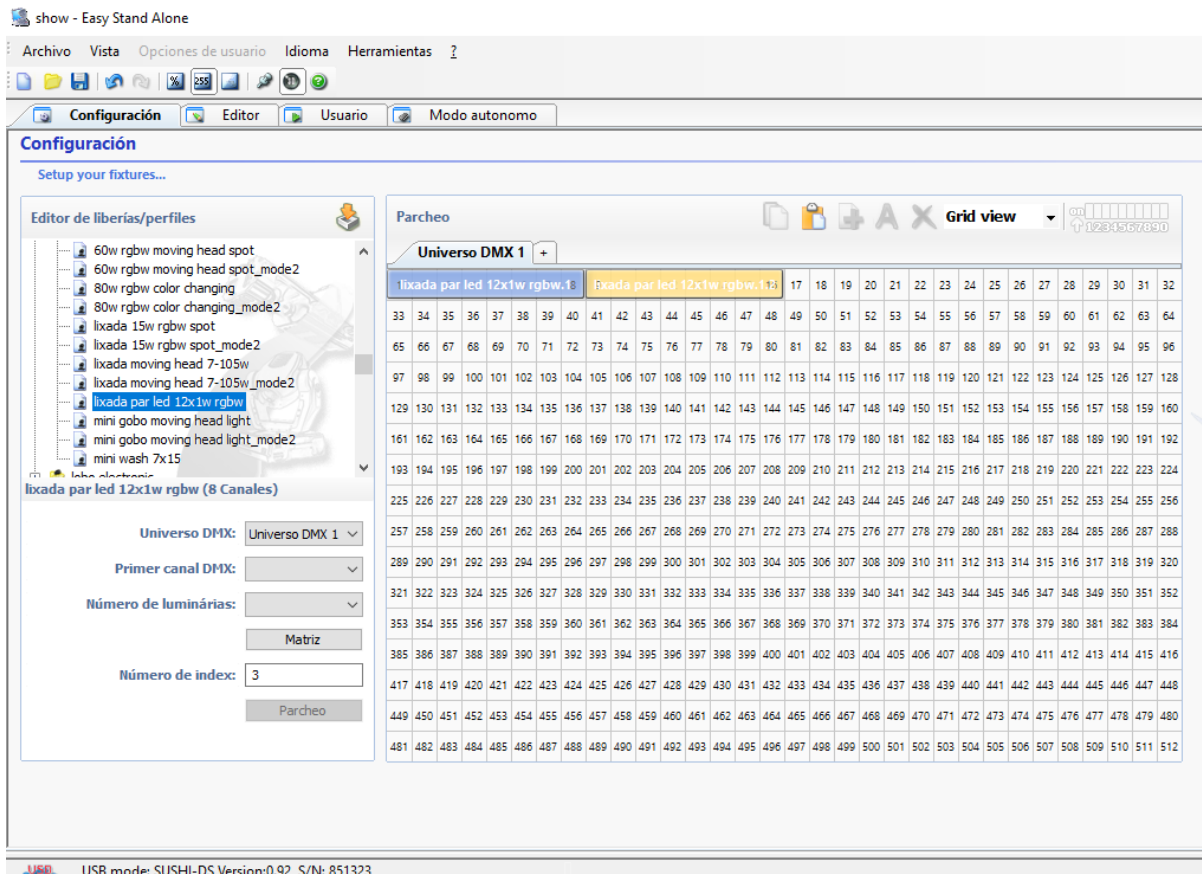 show - Easy Stand Alone
Archivo Vista Opciones de usuario Idioma Herramientas ?
% 255
Configuración Editor Usuario Modo autonomo
Configuración
Setup your fixtures...
Editor de liberías/perfiles
60w rgbw moving head spot
60w rgbw moving head spot_mode2
80w rgbw color changing
80w rgbw color changing_mode2
lixada 15w rgbw spot
lixada 15w rgbw spot_mode2
lixada moving head 7-105w
lixada moving head 7-105w_mode2
lixada par led 12x1w rgbw
mini gobo moving head light
mini gobo moving head light_mode2
mini wash 7x15
lobo electronic
lixada par led 12x1w rgbw (8 Canales)
Universo DMX: Universo DMX 1
Primer canal DMX:
Número de luminárias:
Matriz
Número de index: 3
Parcheo
Parcheo
Grid view
on
1234567890
Universo DMX 1 +
lixada par led 12x1w rgbw.1 lixada par led 12x1w rgbw.1 17 18 19 20 21 22 23 24 25 26 27 28 29 30 31 32
33 34 35 36 37 38 39 40 41 42 43 44 45 46 47 48 49 50 51 52 53 54 55 56 57 58 59 60 61 62 63 64
65 66 67 68 69 70 71 72 73 74 75 76 77 78 79 80 81 82 83 84 85 86 87 88 89 90 91 92 93 94 95 96
97 98 99 100 101 102 103 104 105 106 107 108 109 110 111 112 113 114 115 116 117 118 119 120 121 122 123 124 125 126 127 128
129 130 131 132 133 134 135 136 137 138 139 140 141 142 143 144 145 146 147 148 149 150 151 152 153 154 155 156 157 158 159 160
161 162 163 164 165 166 167 168 169 170 171 172 173 174 175 176 177 178 179 180 181 182 183 184 185 186 187 188 189 190 191 192
193 194 195 196 197 198 199 200 201 202 203 204 205 206 207 208 209 210 211 212 213 214 215 216 217 218 219 220 221 222 223 224
225 226 227 228 229 230 231 232 233 234 235 236 237 238 239 240 241 242 243 244 245 246 247 248 249 250 251 252 253 254 255 256
257 258 259 260 261 262 263 264 265 266 267 268 269 270 271 272 273 274 275 276 277 278 279 280 281 282 283 284 285 286 287 288
289 290 291 292 293 294 295 296 297 298 299 300 301 302 303 304 305 306 307 308 309 310 311 312 313 314 315 316 317 318 319 320
321 322 323 324 325 326 327 328 329 330 331 332 333 334 335 336 337 338 339 340 341 342 343 344 345 346 347 348 349 350 351 352
353 354 355 356 357 358 359 360 361 362 363 364 365 366 367 368 369 370 371 372 373 374 375 376 377 378 379 380 381 382 383 384
385 386 387 388 389 390 391 392 393 394 395 396 397 398 399 400 401 402 403 404 405 406 407 408 409 410 411 412 413 414 415 416
417 418 419 420 421 422 423 424 425 426 427 428 429 430 431 432 433 434 435 436 437 438 439 440 441 442 443 444 445 446 447 448
449 450 451 452 453 454 455 456 457 458 459 460 461 462 463 464 465 466 467 468 469 470 471 472 473 474 475 476 477 478 479 480
481 482 483 484 485 486 487 488 489 490 491 492 493 494 495 496 497 498 499 500 501 502 503 504 505 506 507 508 509 510 511 512
USB USB mode: SUSHI-DS Version:0.92 S/N: 851323